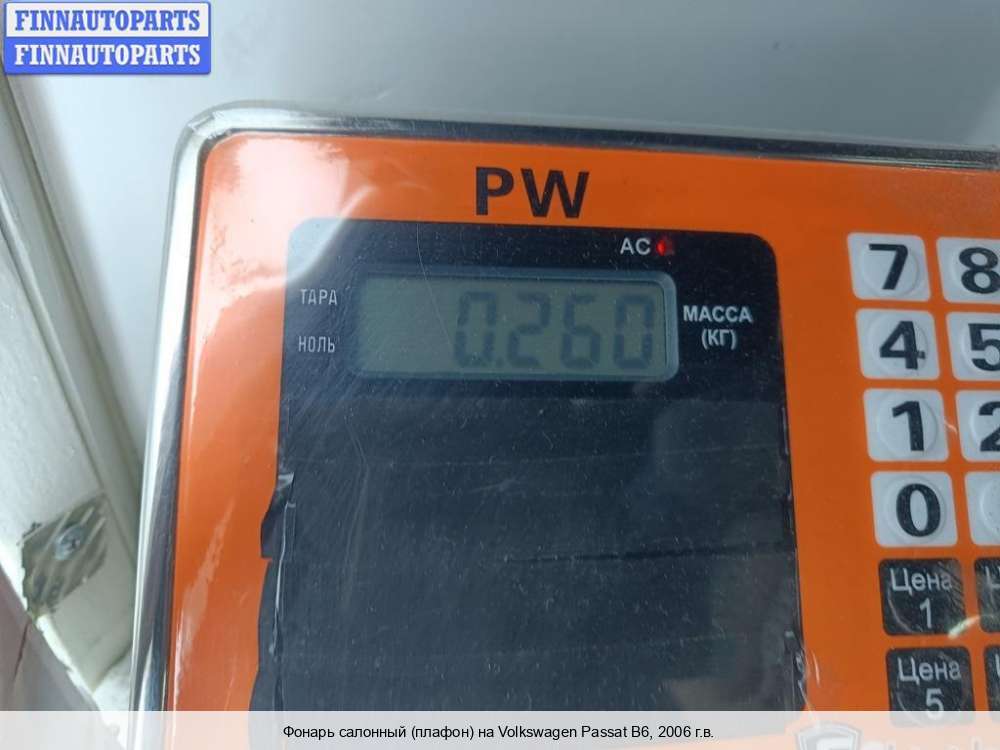 FINNAUTOPARTS
FINNAUTOPARTS
PW
AC
ТАРА
НОЛЬ
0.260
МАССА
(КГ)
7 8
4 5
1 2
0
Цена
1
Цена
5
Фонарь салонный (плафон) на Volkswagen Passat B6, 2006 г.в.